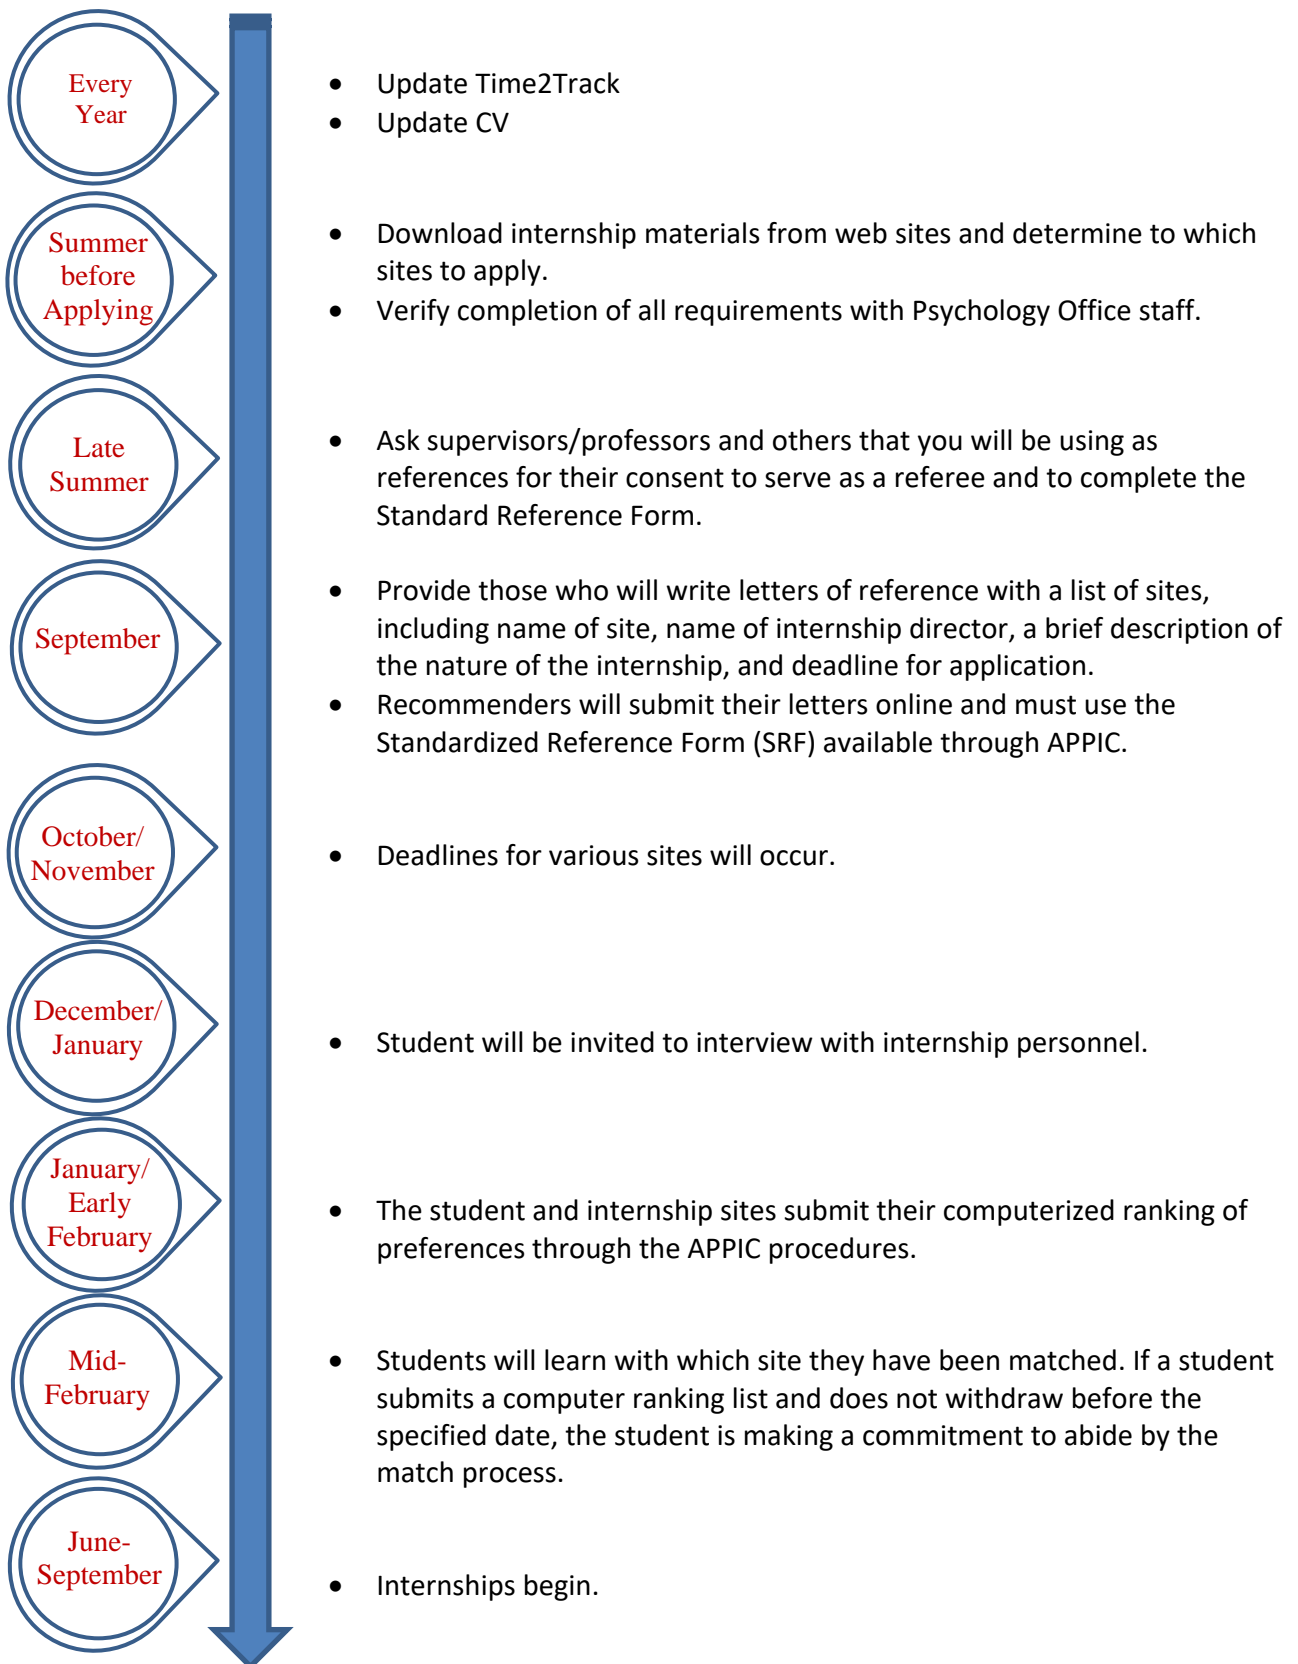 Every
Year
• Update Time2Track
• Update CV
Summer
before
Applying
• Download internship materials from web sites and determine to which
sites to apply.
• Verify completion of all requirements with Psychology Office staff.
Late
Summer
• Ask supervisors/professors and others that you will be using as
references for their consent to serve as a referee and to complete the
Standard Reference Form.
September
• Provide those who will write letters of reference with a list of sites,
including name of site, name of internship director, a brief description of
the nature of the internship, and deadline for application.
• Recommenders will submit their letters online and must use the
Standardized Reference Form (SRF) available through APPIC.
October/
November
• Deadlines for various sites will occur.
December/
January
• Student will be invited to interview with internship personnel.
January/
Early
February
• The student and internship sites submit their computerized ranking of
preferences through the APPIC procedures.
Mid-
February
• Students will learn with which site they have been matched. If a student
submits a computer ranking list and does not withdraw before the
specified date, the student is making a commitment to abide by the
match process.
June-
September
• Internships begin.